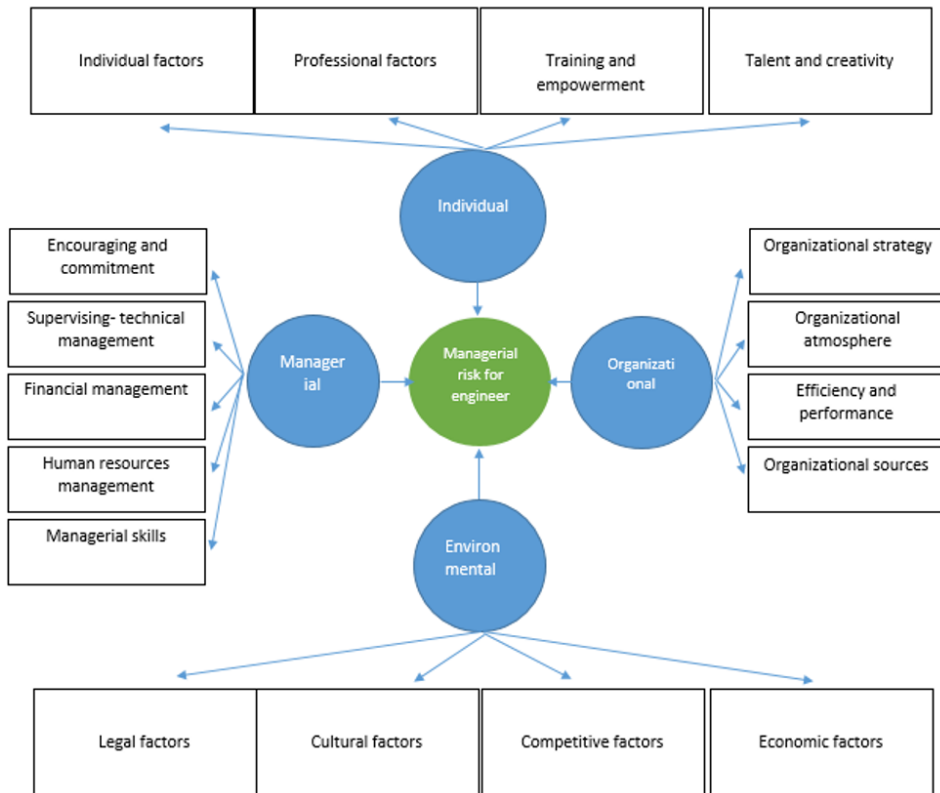 Individual factors
Professional factors
Training and
empowerment
Talent and creativity
Individual
Encouraging and
commitment
Supervising- technical
management
Financial management
Human resources
management
Managerial skills
Manager
ial
Managerial
risk for
engineer
Organizati
onal
Organizational strategy
Organizational
atmosphere
Efficiency and
performance
Organizational sources
Environ
mental
Legal factors
Cultural factors
Competitive factors
Economic factors